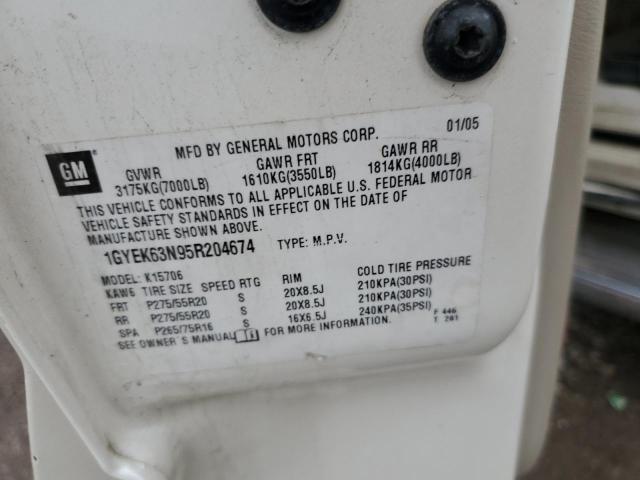 GM
MFD BY GENERAL MOTORS CORP. 01/05
GVWR GAWR FRT GAWR RR
3175KG(7000LB) 1610KG(3550LB) 1814KG(4000LB)
THIS VEHICLE CONFORMS TO ALL APPLICABLE U.S. FEDERAL MOTOR
VEHICLE SAFETY STANDARDS IN EFFECT ON THE DATE OF
MANUFACTURE SHOWN ABOVE.
1GYEK63N95R204674 TYPE: M.P.V.
MODEL: K15706
KAW6 TIRE SIZE SPEED RTG RIM COLD TIRE PRESSURE
FRT P275/55R20 S 20X8.5J 210KPA(30PSI)
RR P275/55R20 S 20X8.5J 210KPA(30PSI)
SPA P265/75R16 S 16X6.5J 240KPA(35PSI)
SEE OWNER'S MANUAL FOR MORE INFORMATION.
F 446
T 281